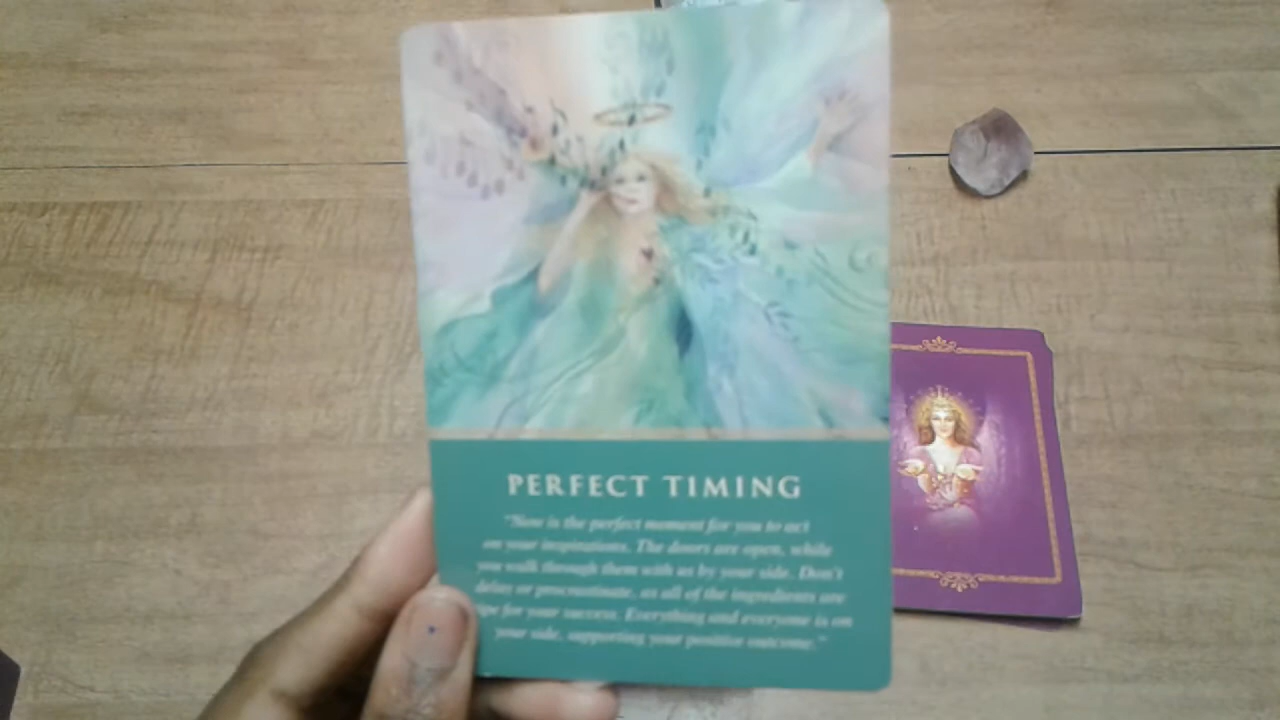 PERFECT TIMING
"Now is the perfect moment for you to act
on your inspirations. The doors are open, while
you walk through them with us by your side. Don't
delay or procrastinate, as all of the ingredients are
ripe for your success. Everything and everyone is on
your side, supporting your positive outcome."